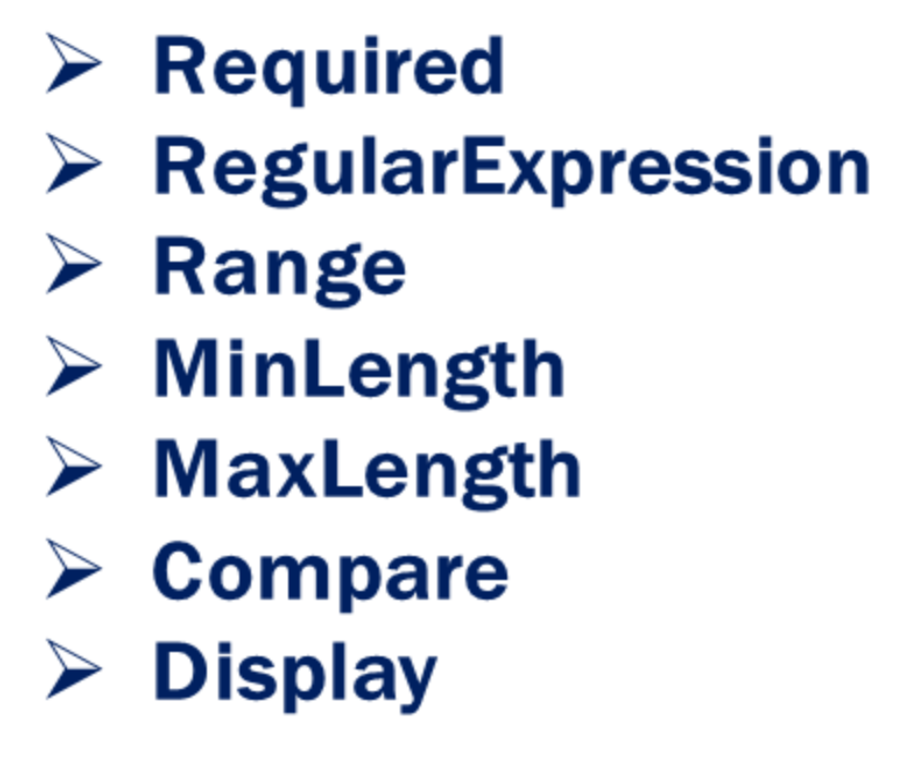 Required
RegularExpression
Range
MinLength
MaxLength
Compare
Display